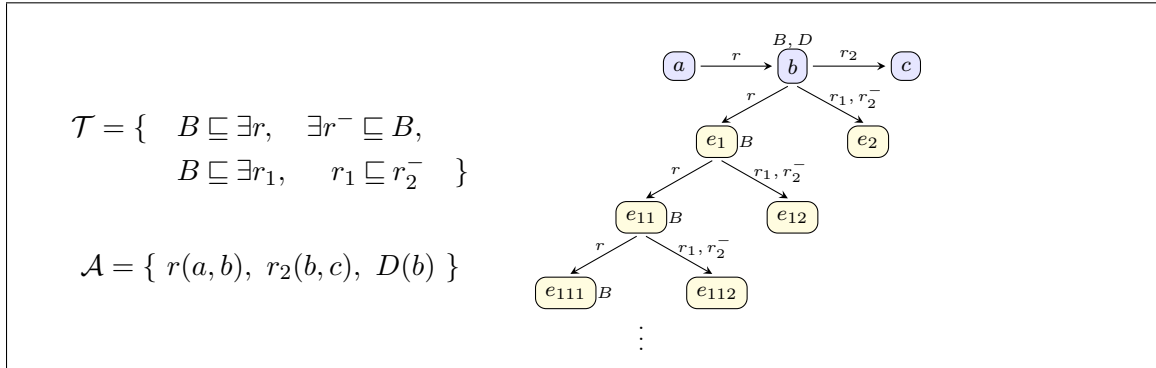 B, D
a r b r₂ c
r r₁, r₂⁻
𝒯 = { B ⊑ ∃r, ∃r⁻ ⊑ B,
e₁ B e₂
B ⊑ ∃r₁, r₁ ⊑ r₂⁻ }
r r₁, r₂⁻
e₁₁ B e₁₂
𝒜 = { r(a, b), r₂(b, c), D(b) }
r r₁, r₂⁻
e₁₁₁ B e₁₁₂
⋮